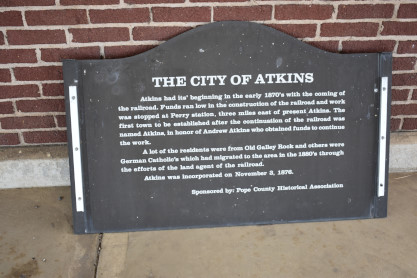 THE CITY OF ATKINS
Atkins had its' beginning in the early 1870's with the coming of
the railroad. Funds ran low in the construction of the railroad and work
was stopped at Perry station, three miles east of present Atkins. The
first town to be established after the continuation of the railroad was
named Atkins, in honor of Andrew Atkins who obtained funds to continue
the work.
A lot of the residents were from Old Galley Rock and others were
German Catholic's which had migrated to the area in the 1880's through
the efforts of the land agent of the railroad.
Atkins was incorporated on November 3, 1876.
Sponsored by: Pope County Historical Association